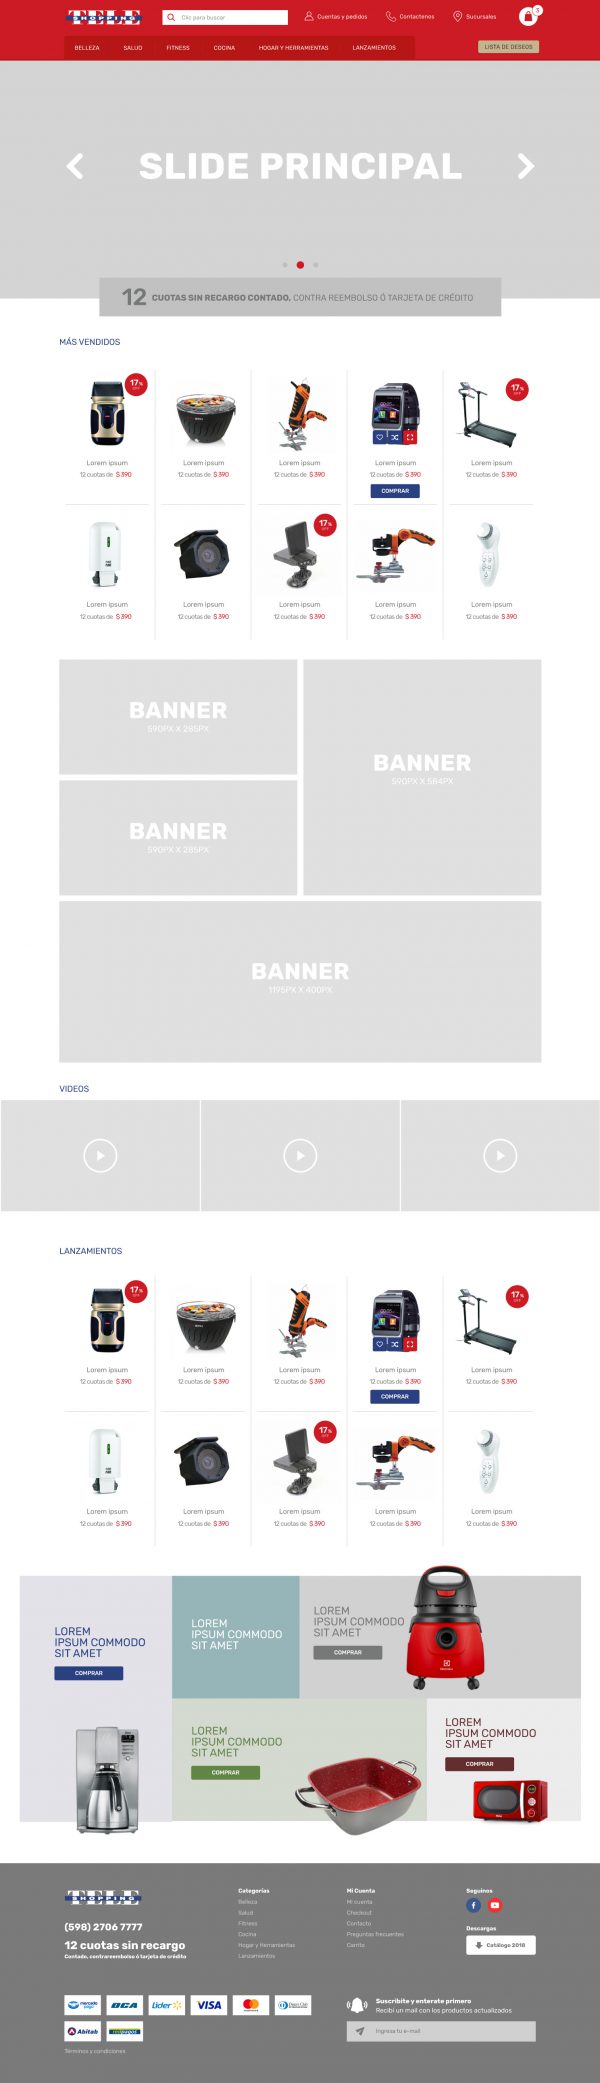 TELE
SHOPPING
Clic para buscar
Cuentas y pedidos
Contactenos
Sucursales
3
BELLEZA
SALUD
FITNESS
COCINA
HOGAR Y HERRAMIENTAS
LANZAMIENTOS
LISTA DE DESEOS
SLIDE PRINCIPAL
12 CUOTAS SIN RECARGO CONTADO, CONTRA REEMBOLSO Ó TARJETA DE CRÉDITO
MÁS VENDIDOS
17% OFF
17% OFF
Lorem ipsum
12 cuotas de $ 390
Lorem ipsum
12 cuotas de $ 390
Lorem ipsum
12 cuotas de $ 390
Lorem ipsum
12 cuotas de $ 390
COMPRAR
Lorem ipsum
12 cuotas de $ 390
17% OFF
Lorem ipsum
12 cuotas de $ 390
Lorem ipsum
12 cuotas de $ 390
Lorem ipsum
12 cuotas de $ 390
Lorem ipsum
12 cuotas de $ 390
Lorem ipsum
12 cuotas de $ 390
BANNER
590PX X 285PX
BANNER
590PX X 584PX
BANNER
590PX X 285PX
BANNER
1195PX X 400PX
VIDEOS
LANZAMIENTOS
17% OFF
17% OFF
Lorem ipsum
12 cuotas de $ 390
Lorem ipsum
12 cuotas de $ 390
Lorem ipsum
12 cuotas de $ 390
Lorem ipsum
12 cuotas de $ 390
COMPRAR
Lorem ipsum
12 cuotas de $ 390
17% OFF
Lorem ipsum
12 cuotas de $ 390
Lorem ipsum
12 cuotas de $ 390
Lorem ipsum
12 cuotas de $ 390
Lorem ipsum
12 cuotas de $ 390
Lorem ipsum
12 cuotas de $ 390
LOREM
IPSUM COMMODO
SIT AMET
COMPRAR
LOREM
IPSUM COMMODO
SIT AMET
LOREM
IPSUM COMMODO
SIT AMET
COMPRAR
LOREM
IPSUM COMMODO
SIT AMET
COMPRAR
LOREM
IPSUM COMMODO
SIT AMET
COMPRAR
TELE
SHOPPING
(598) 2706 7777
12 cuotas sin recargo
Contado, contrareembolso ó tarjeta de crédito
Categorías
Belleza
Salud
Fitness
Cocina
Hogar y Herramientas
Lanzamientos
Mi Cuenta
Mi cuenta
Checkout
Contacto
Preguntas frecuentes
Carrito
Seguinos
Descargas
Catálogo 2018
mercado pago
OCA
Lider
VISA
mastercard
Diners Club
Abitab
redpagos
Términos y condiciones
Suscribite y enterate primero
Recibí un mail con los productos actualizados
Ingresa tu e-mail